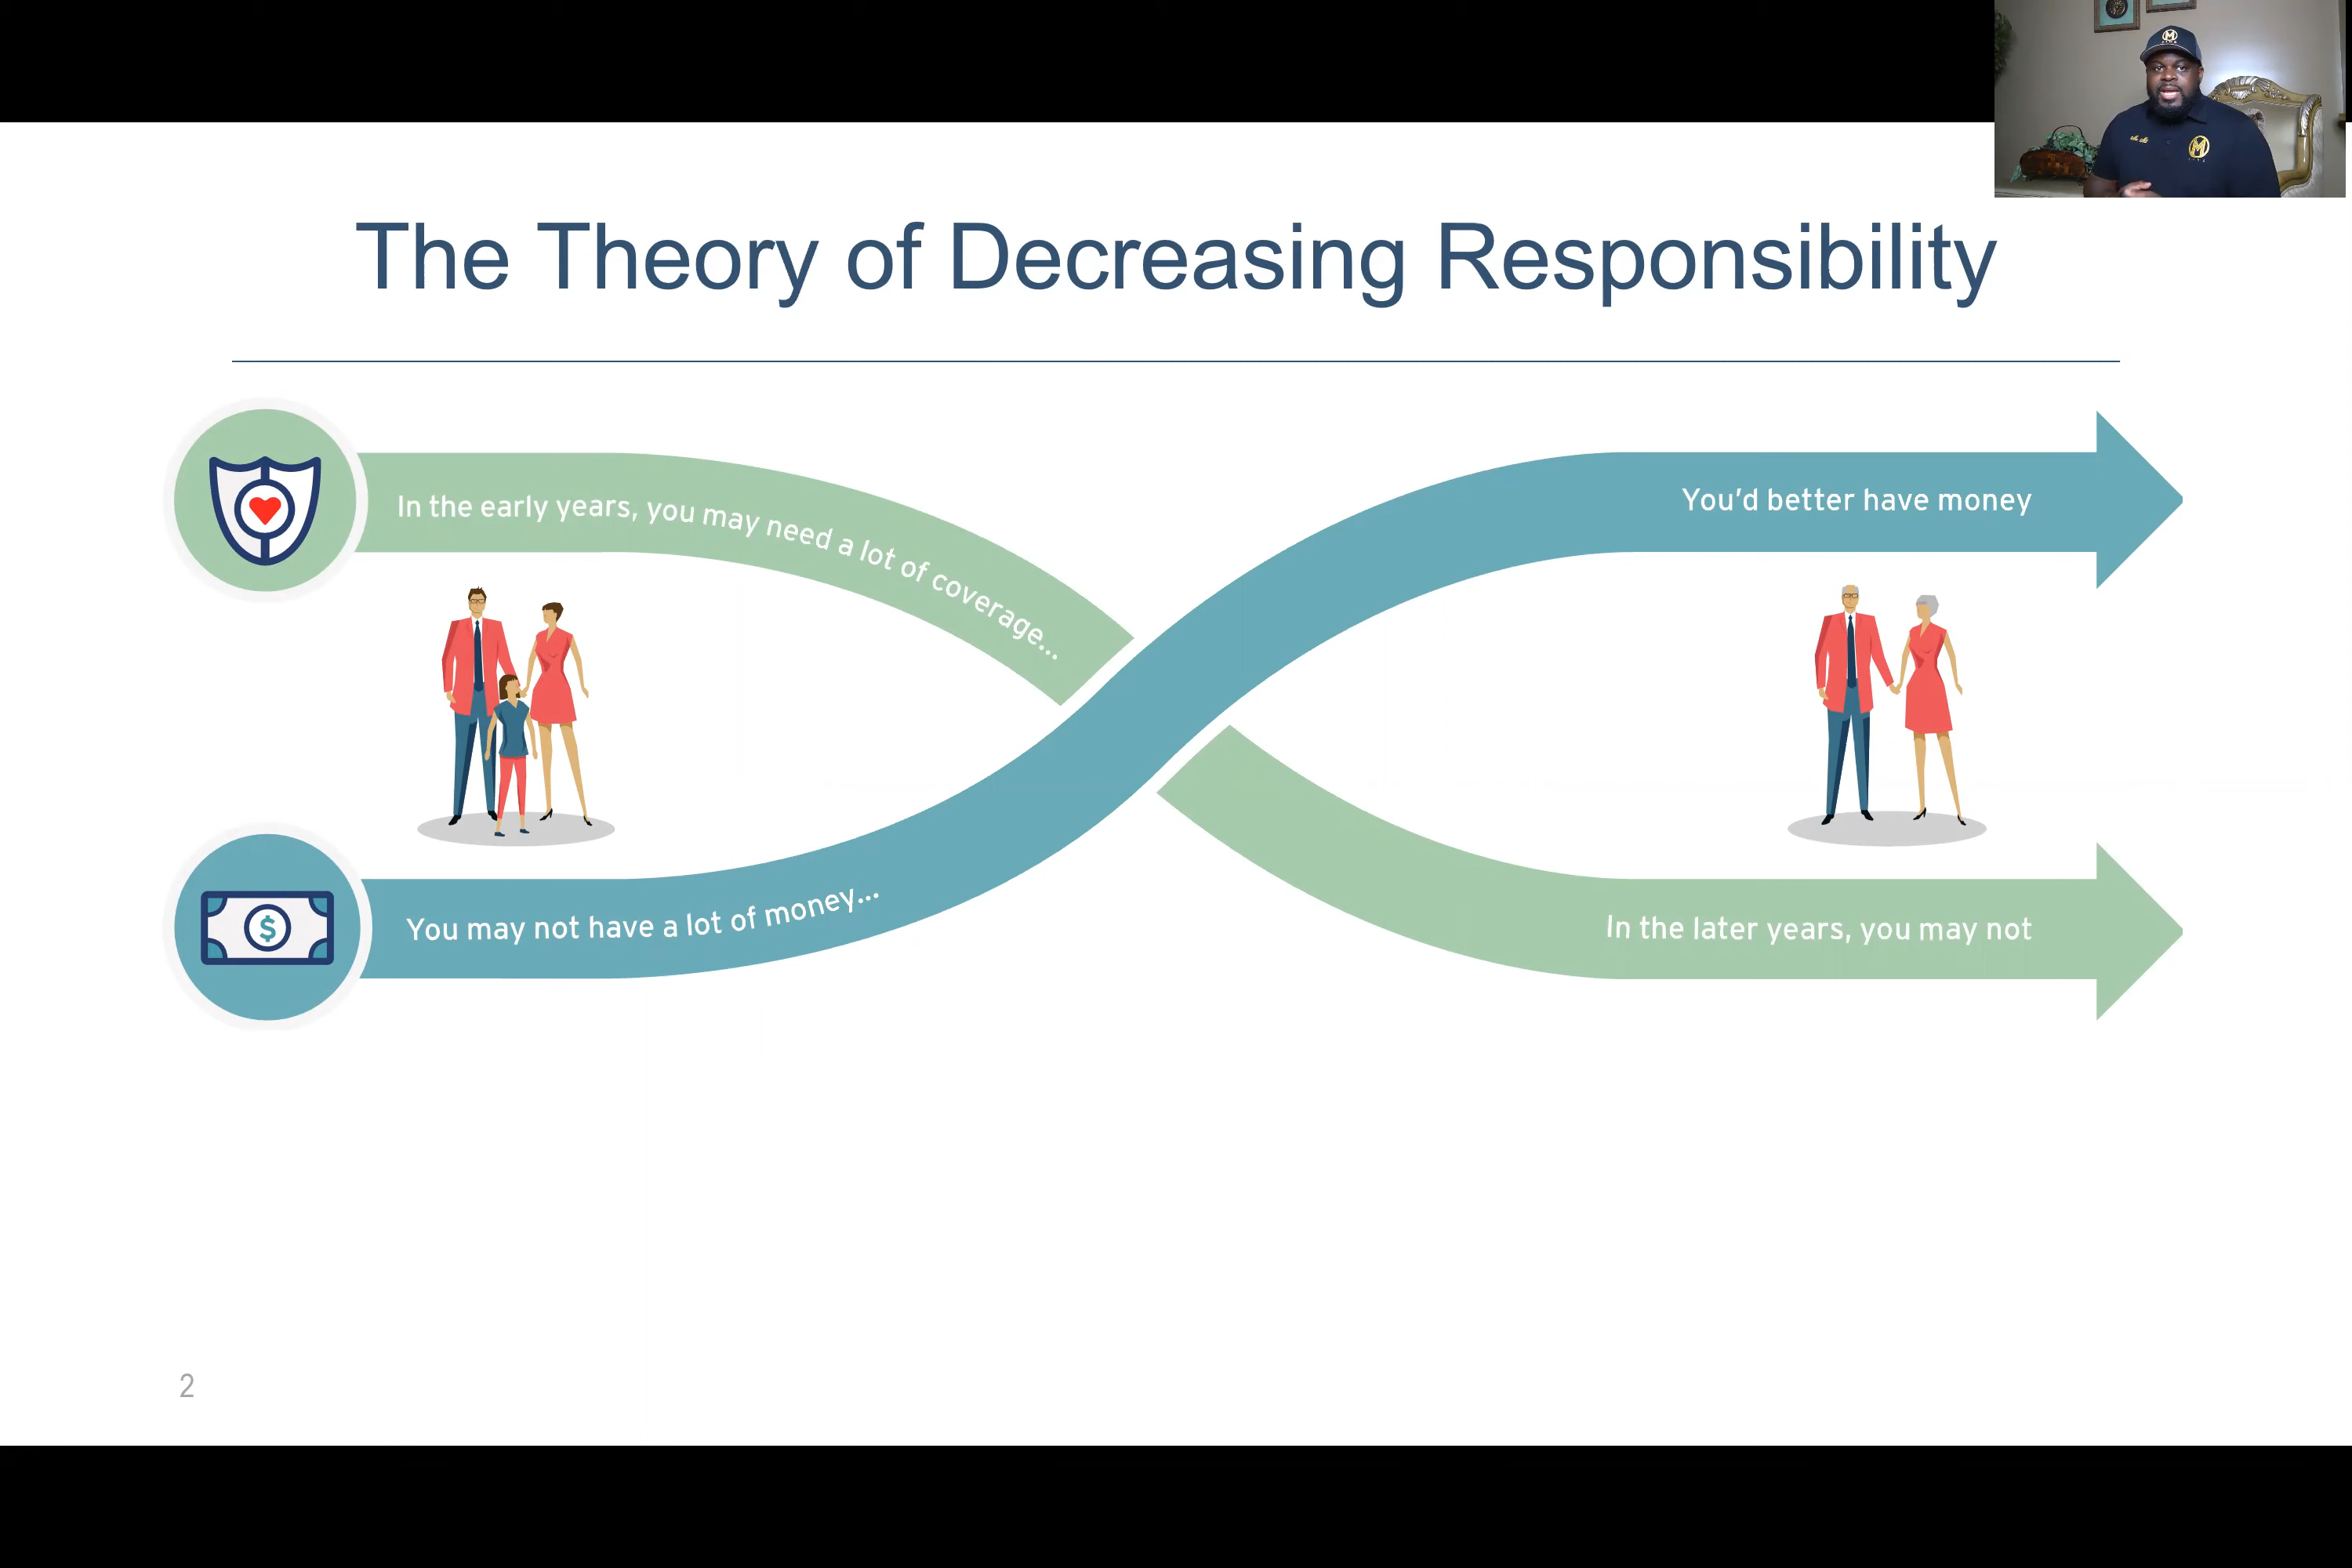 The Theory of Decreasing Responsibility
In the early years, you may need a lot of coverage...
You'd better have money
You may not have a lot of money...
In the later years, you may not
$
2
M
M